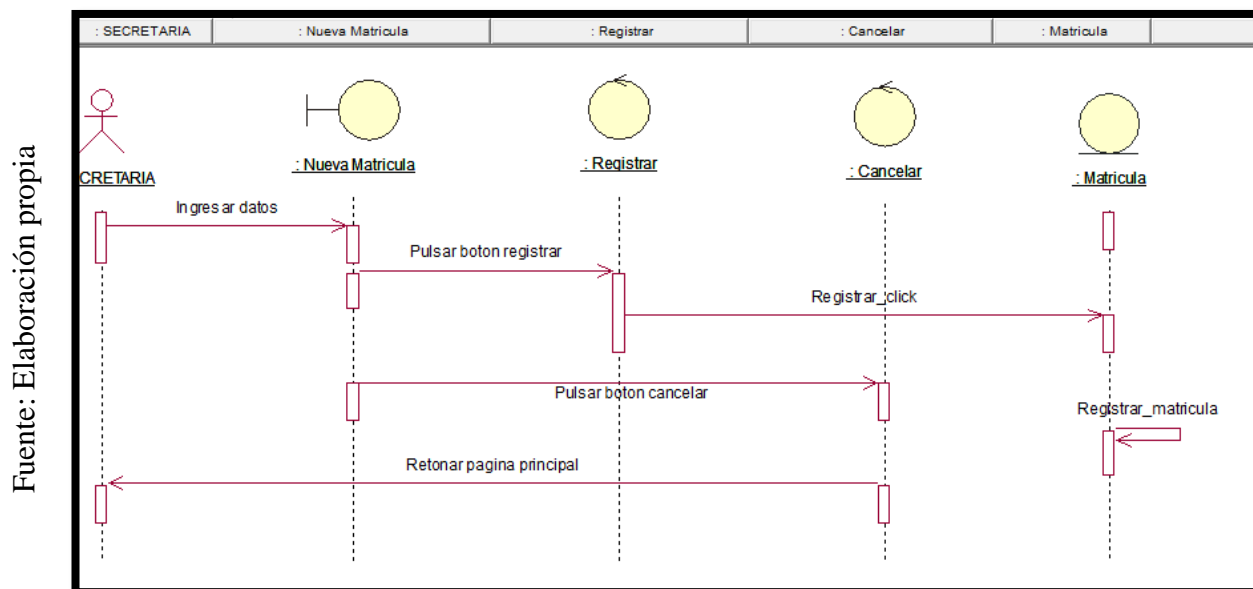 : SECRETARIA
: Nueva Matricula
: Registrar
: Cancelar
: Matricula
: Nueva Matricula
: Registrar
: Cancelar
CRETARIA
: Matricula
Ingresar datos
Pulsar boton registrar
Registrar_click
Pulsar boton cancelar
Registrar_matricula
Retonar pagina principal
Fuente: Elaboración propia